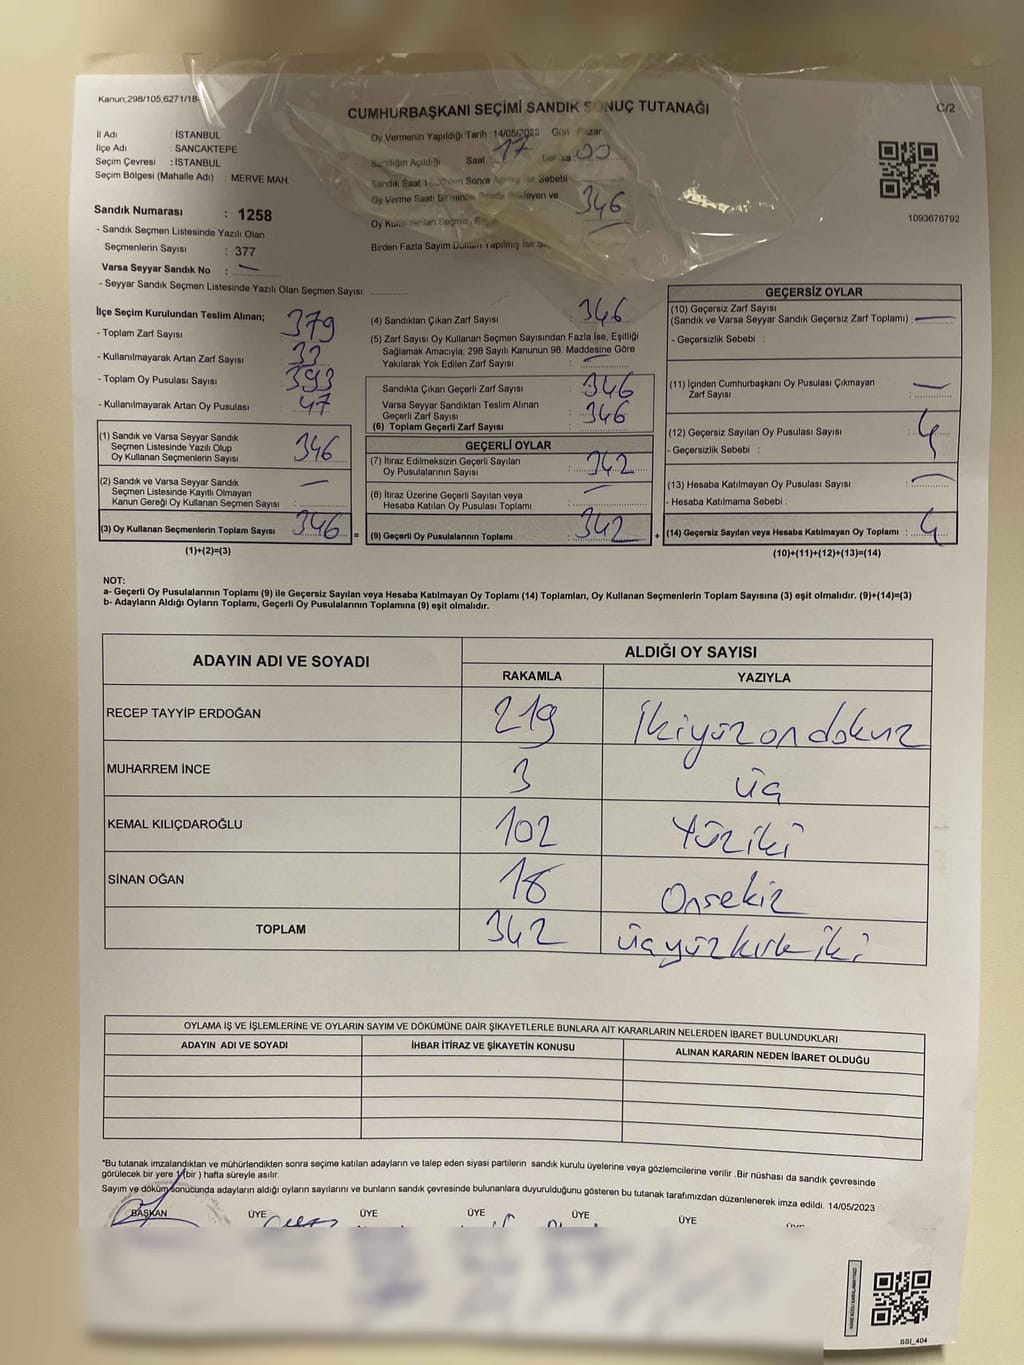 Kanun;298/105,6271/18-
CUMHURBAŞKANI SEÇİMİ SANDIK SONUÇ TUTANAĞI
C/2
İl Adı : İSTANBUL
İlçe Adı : SANCAKTEPE
Seçim Çevresi : İSTANBUL
Seçim Bölgesi (Mahalle Adı) : MERVE MAH.
Sandık Numarası : 1258
- Sandık Seçmen Listesinde Yazılı Olan
Seçmenlerin Sayısı : 377
Varsa Seyyar Sandık No : —
- Seyyar Sandık Seçmen Listesinde Yazılı Olan Seçmen Sayısı:
Oy Vermenin Yapıldığı Tarih : 14/05/2023 Gün Pazar
Sandığın Açıldığı Saat 17 00
Sandık Saat Sonra Sebebi
Oy Verme Saati ve
Oy 346
Birden Fazla Sayım Döküm Yapılmış İse
1093676792
İlçe Seçim Kurulundan Teslim Alınan;
- Toplam Zarf Sayısı : 379
- Kullanılmayarak Artan Zarf Sayısı : 33
- Toplam Oy Pusulası Sayısı : 393
- Kullanılmayarak Artan Oy Pusulası : 47
(1) Sandık ve Varsa Seyyar Sandık
Seçmen Listesinde Yazılı Olup
Oy Kullanan Seçmenlerin Sayısı 346
(2) Sandık ve Varsa Seyyar Sandık
Seçmen Listesinde Kayıtlı Olmayan
Kanun Gereği Oy Kullanan Seçmen Sayısı : —
(3) Oy Kullanan Seçmenlerin Toplam Sayısı 346
(1)+(2)=(3)
(4) Sandıktan Çıkan Zarf Sayısı : 346
(5) Zarf Sayısı Oy Kullanan Seçmen Sayısından Fazla İse, Eşitliği
Sağlamak Amacıyla, 298 Sayılı Kanunun 98. Maddesine Göre
Yakılarak Yok Edilen Zarf Sayısı : —
Sandıkta Çıkan Geçerli Zarf Sayısı : 346
Varsa Seyyar Sandıktan Teslim Alınan
Geçerli Zarf Sayısı
(6) Toplam Geçerli Zarf Sayısı : 346
GEÇERLİ OYLAR
(7) İtiraz Edilmeksizin Geçerli Sayılan
Oy Pusulalarının Sayısı : 342
(8) İtiraz Üzerine Geçerli Sayılan veya
Hesaba Katılan Oy Pusulası Toplamı : —
= (9) Geçerli Oy Pusulalarının Toplamı : 342 +
GEÇERSİZ OYLAR
(10) Geçersiz Zarf Sayısı
(Sandık ve Varsa Seyyar Sandık Geçersiz Zarf Toplamı) : —
- Geçersizlik Sebebi :
(11) İçinden Cumhurbaşkanı Oy Pusulası Çıkmayan
Zarf Sayısı : —
(12) Geçersiz Sayılan Oy Pusulası Sayısı : 4
- Geçersizlik Sebebi :
(13) Hesaba Katılmayan Oy Pusulası Sayısı : —
- Hesaba Katılmama Sebebi :
(14) Geçersiz Sayılan veya Hesaba Katılmayan Oy Toplamı : 4
(10)+(11)+(12)+(13)=(14)
NOT:
a- Geçerli Oy Pusulalarının Toplamı (9) ile Geçersiz Sayılan veya Hesaba Katılmayan Oy Toplamı (14) Toplamları, Oy Kullanan Seçmenlerin Toplam Sayısına (3) eşit olmalıdır. (9)+(14)=(3)
b- Adayların Aldığı Oyların Toplamı, Geçerli Oy Pusulalarının Toplamına (9) eşit olmalıdır.
ADAYIN ADI VE SOYADI
ALDIĞI OY SAYISI
RAKAMLA YAZIYLA
RECEP TAYYİP ERDOĞAN 219 İkiyüz on dokuz
MUHARREM İNCE 3 üç
KEMAL KILIÇDAROĞLU 102 Yüziki
SİNAN OĞAN 18 Onsekiz
TOPLAM 342 üçyüzkırkiki
OYLAMA İŞ VE İŞLEMLERİNE VE OYLARIN SAYIM VE DÖKÜMÜNE DAİR ŞİKAYETLERLE BUNLARA AİT KARARLARIN NELERDEN İBARET BULUNDUKLARI
ADAYIN ADI VE SOYADI İHBAR İTİRAZ VE ŞİKAYETİN KONUSU ALINAN KARARIN NEDEN İBARET OLDUĞU
*Bu tutanak imzalandıktan ve mühürlendikten sonra seçime katılan adayların ve talep eden siyasi partilerin sandık kurulu üyelerine veya gözlemcilerine verilir .Bir nüshası da sandık çevresinde
görülecek bir yere 1 (bir ) hafta süreyle asılır.
Sayım ve döküm sonucunda adayların aldığı oyların sayılarını ve bunların sandık çevresinde bulunanlara duyurulduğunu gösteren bu tutanak tarafımızdan düzenlenerek imza edildi. 14/05/2023
BAŞKAN ÜYE ÜYE ÜYE ÜYE ÜYE ÜYE
SSI_404